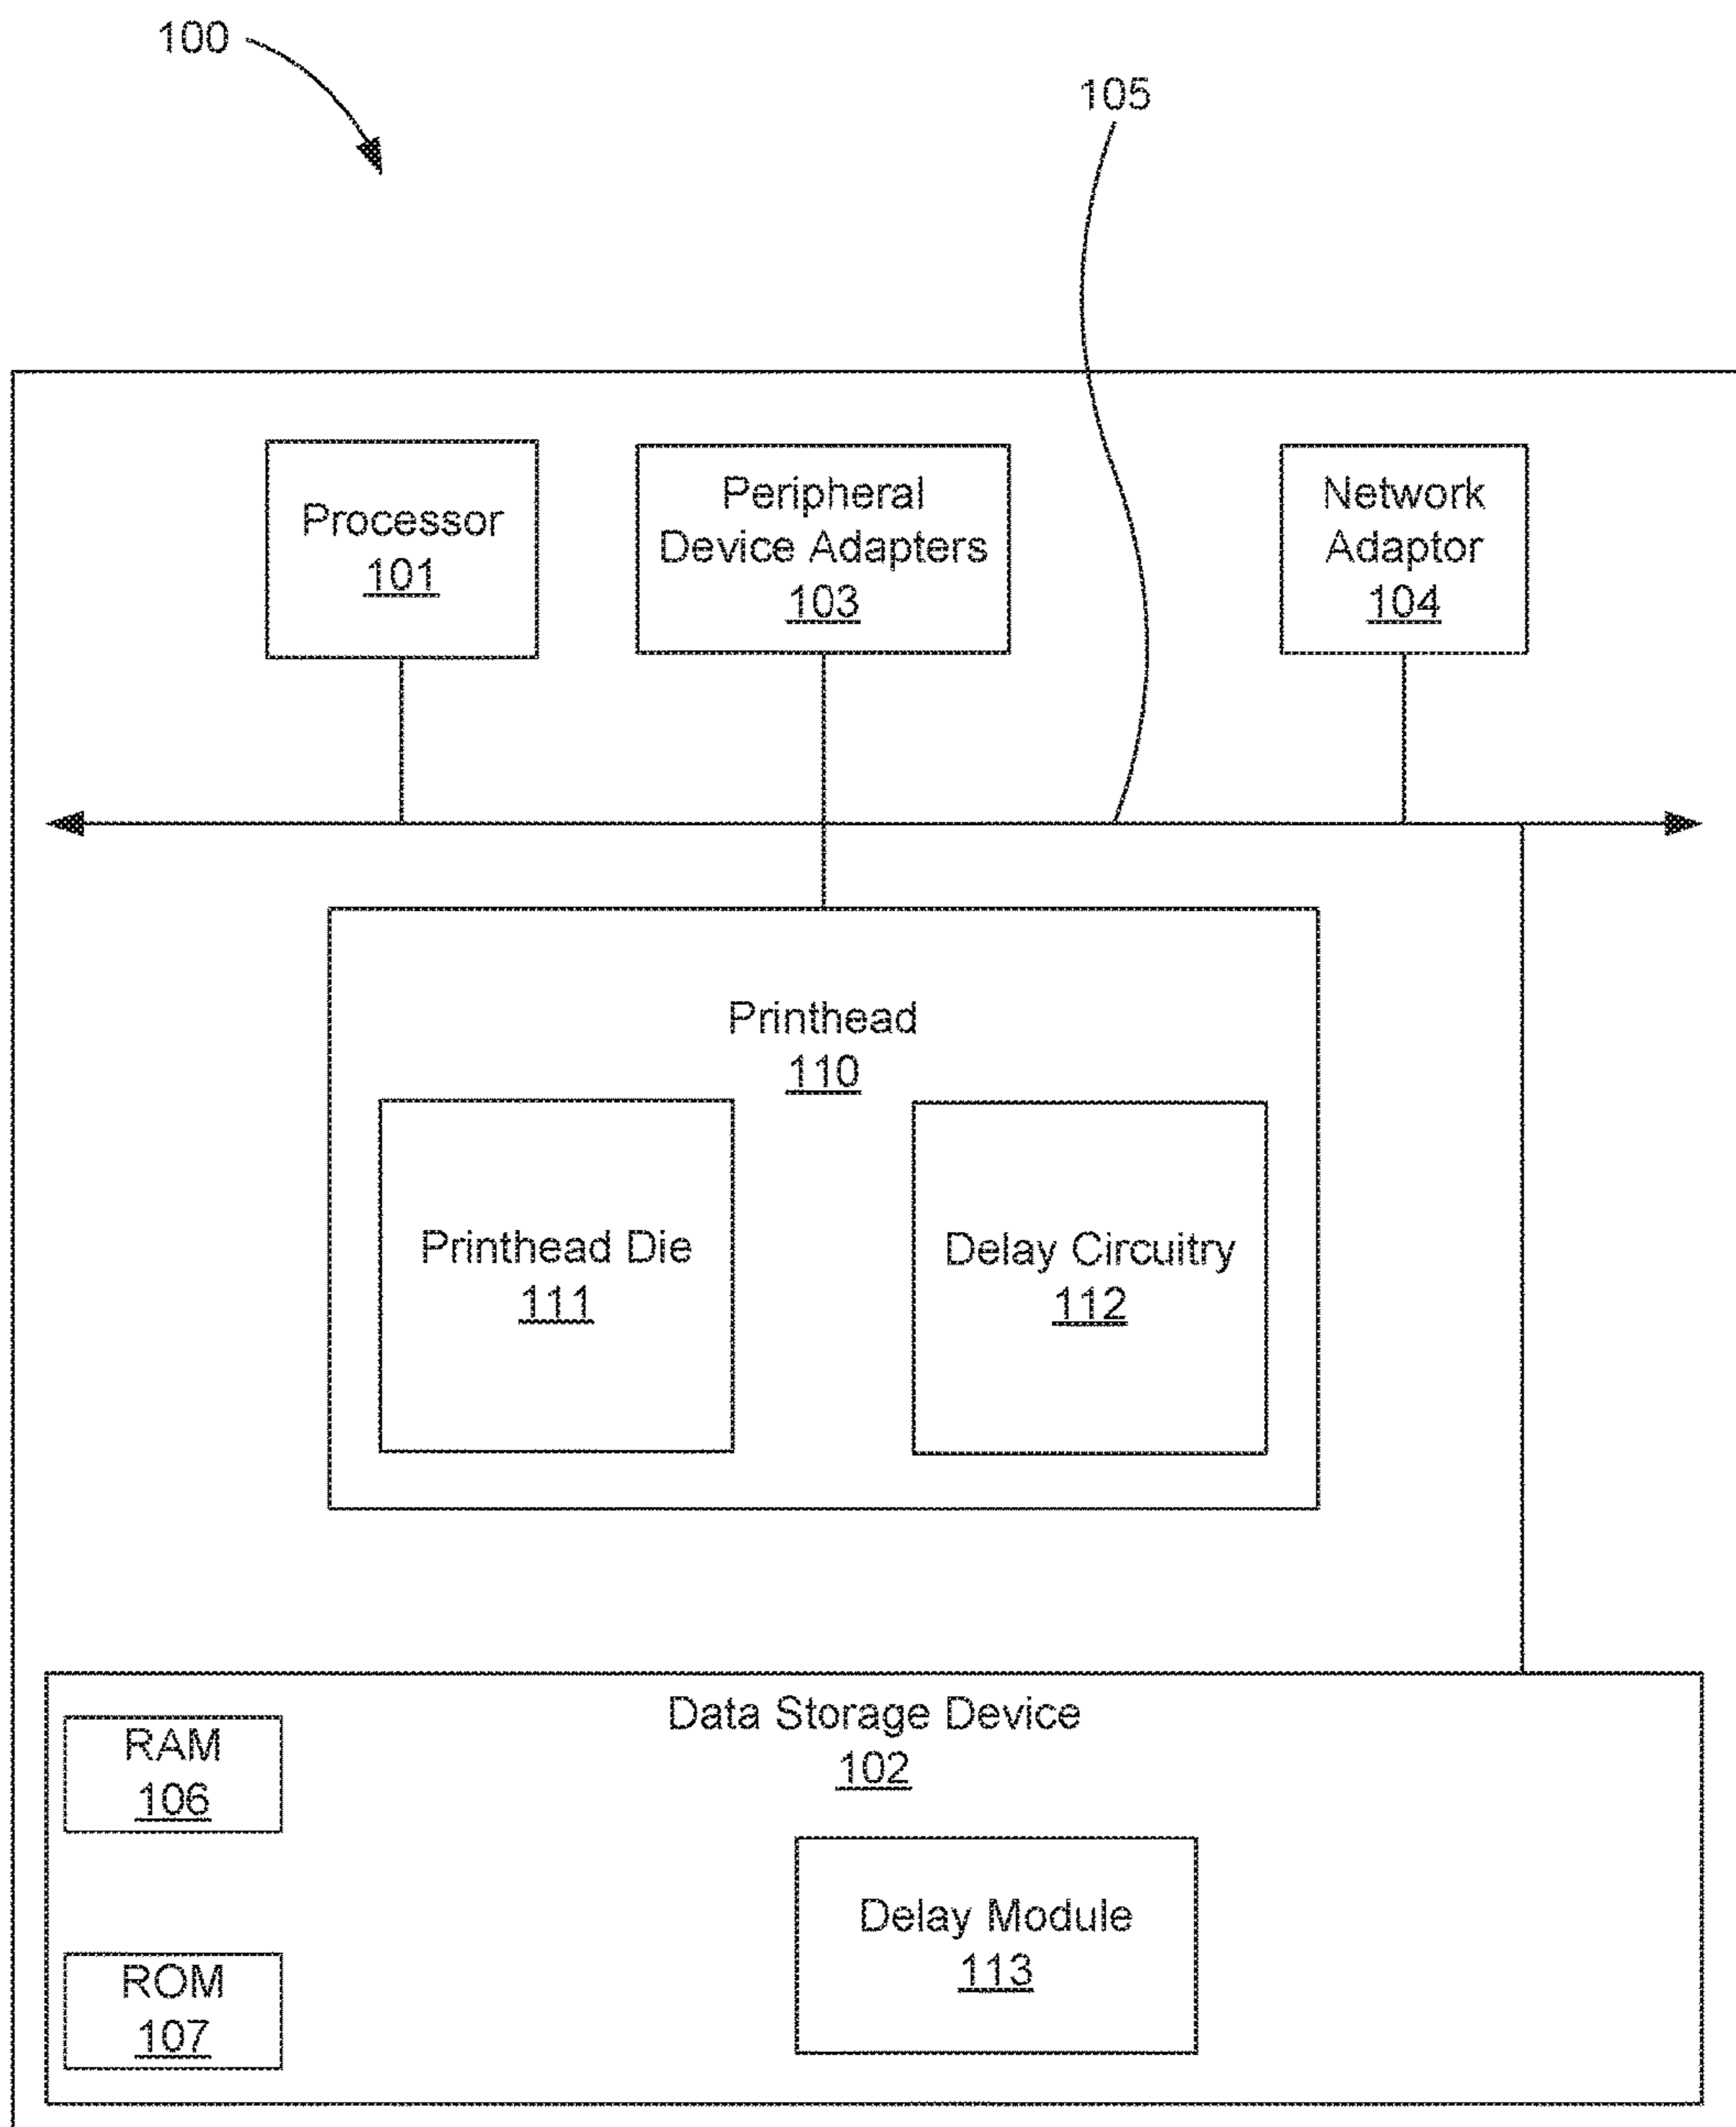 100
105
Processor
101
Peripheral
Device Adapters
103
Network
Adaptor
104
Printhead
110
Printhead Die
111
Delay Circuitry
112
Data Storage Device
102
RAM
106
Delay Module
113
ROM
107